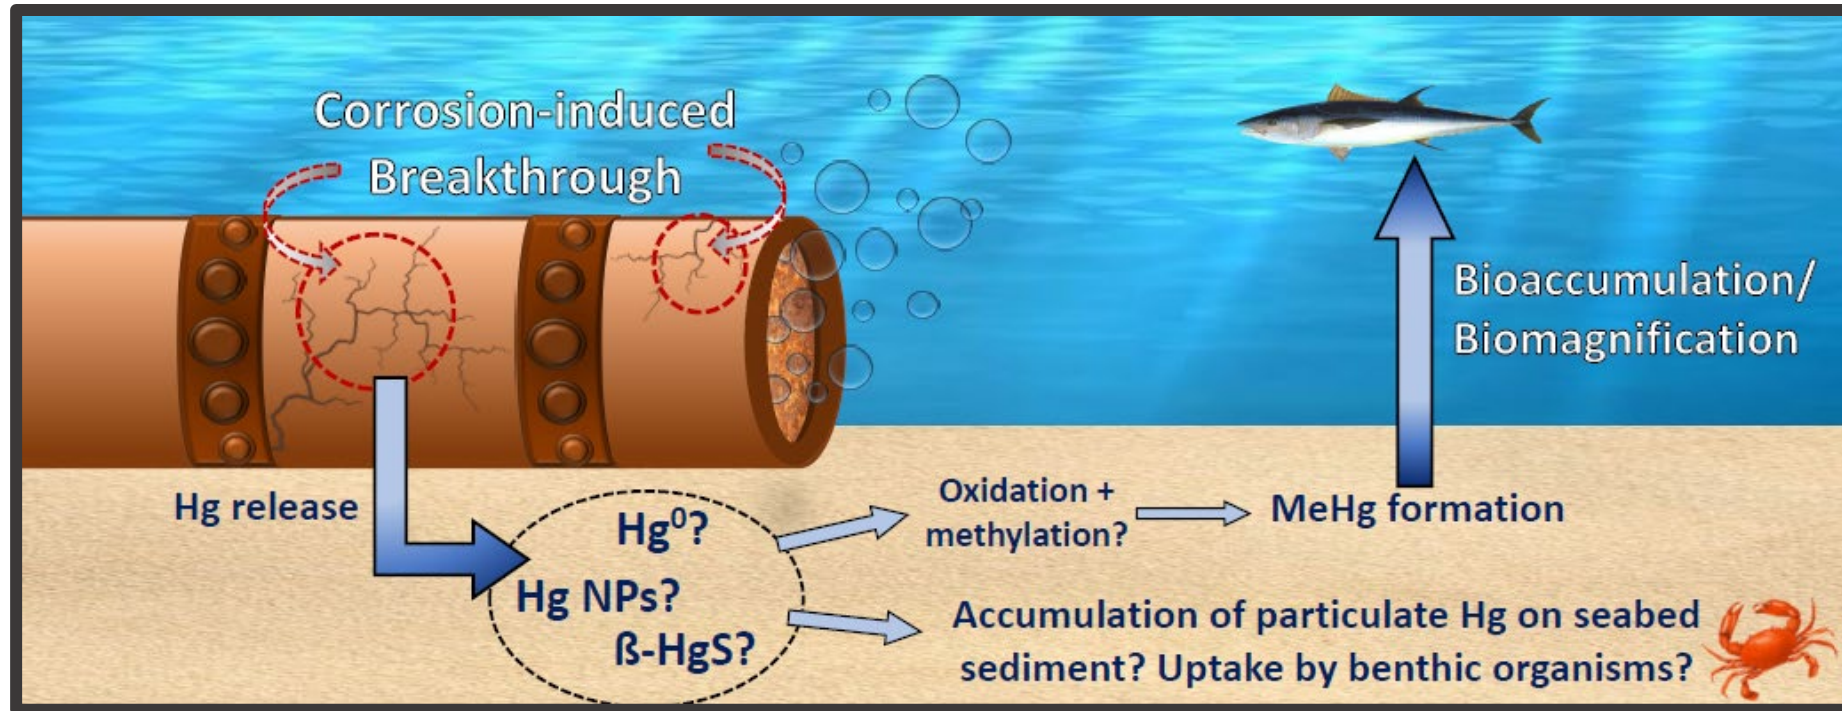 Corrosion-induced
Breakthrough
Bioaccumulation/
Biomagnification
Hg release
Hg⁰?
Hg NPs?
ß-HgS?
Oxidation +
methylation?
MeHg formation
Accumulation of particulate Hg on seabed
sediment? Uptake by benthic organisms?